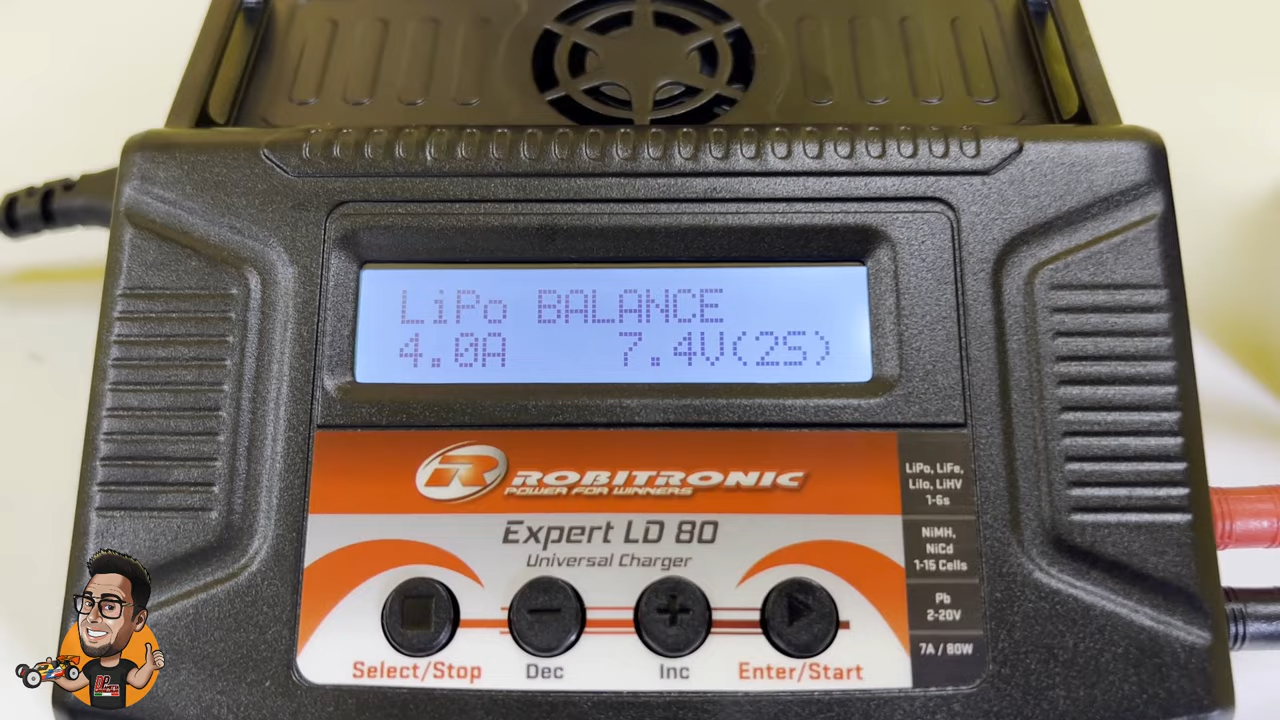 LiPo BALANCE
4.0A 7.4V(2S)
ROBITRONIC
POWER FOR WINNERS
Expert LD 80
Universal Charger
LiPo, LiFe,
LiIo, LiHV
1-6s
NiMH,
NiCd
1-15 Cells
Pb
2-20V
7A / 80W
Select/Stop
Dec
Inc
Enter/Start